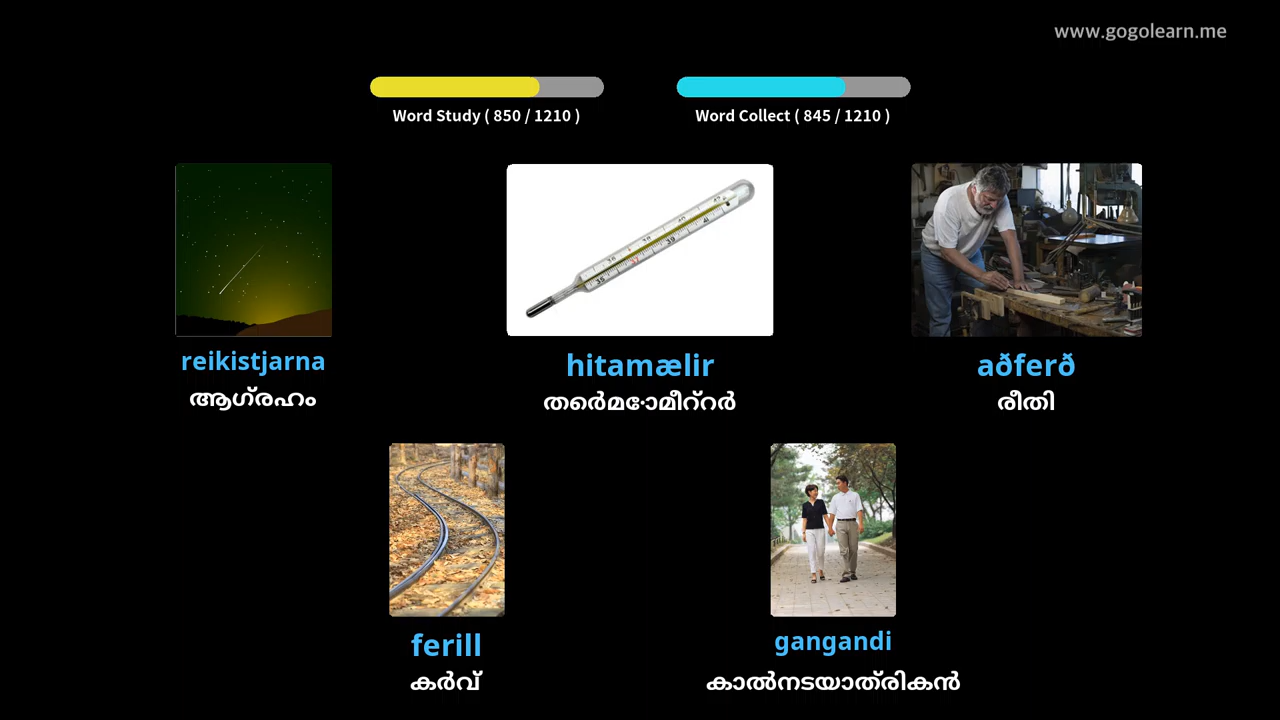 www.gogolearn.me
Word Study ( 850 / 1210 )
Word Collect ( 845 / 1210 )
reikistjarna
hitamælir
aðferð
ആഗ്രഹം
തെർമോമീറ്റർ
രീതി
ferill
gangandi
കർവ്
കാൽനടയാത്രികൻ